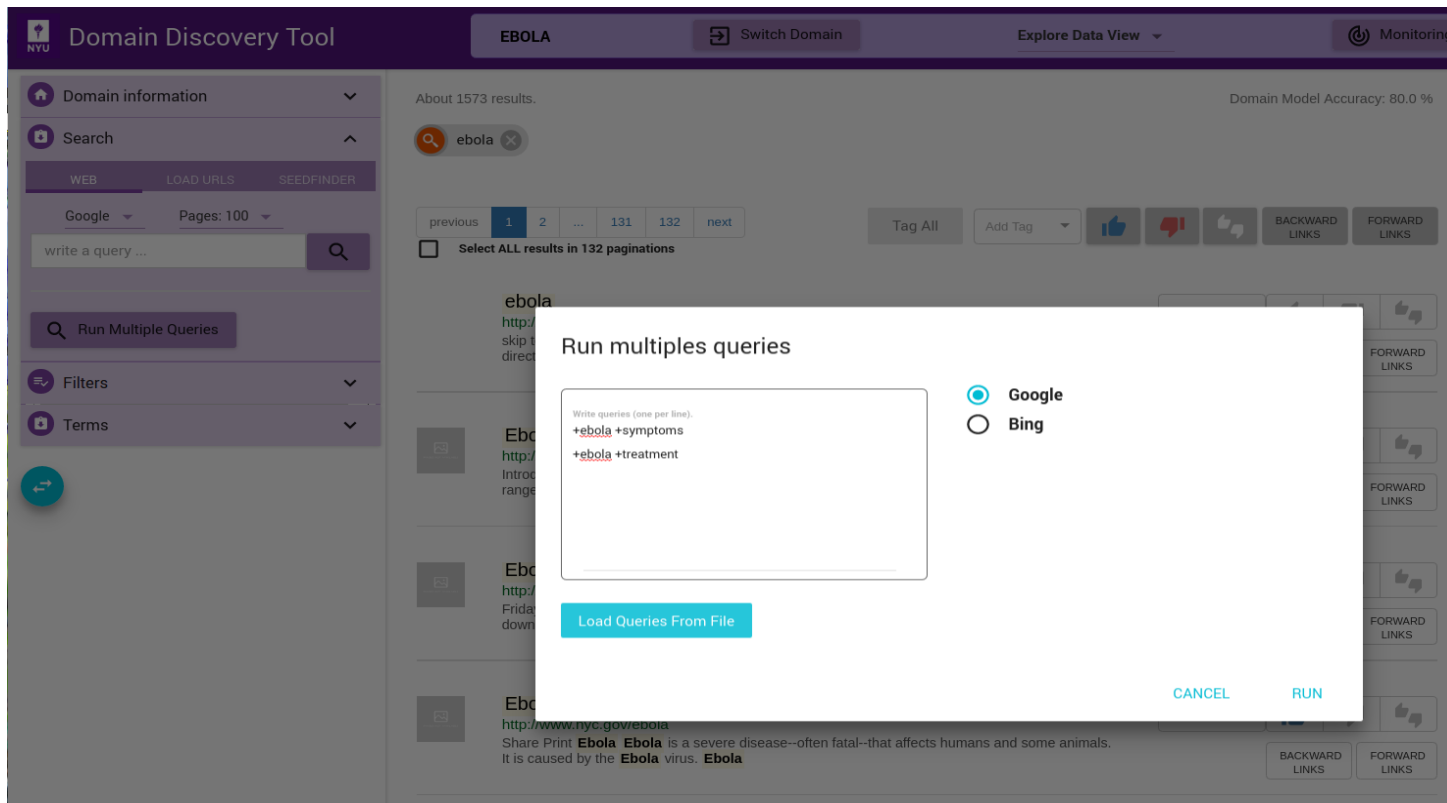 NYU Domain Discovery Tool
EBOLA
Switch Domain
Explore Data View
Monitorin
Domain information
Search
WEB LOAD URLS SEEDFINDER
Google Pages: 100
write a query ...
Run Multiple Queries
Filters
Terms
About 1573 results.
Domain Model Accuracy: 80.0 %
ebola
previous 1 2 ... 131 132 next
Tag All
Add Tag
BACKWARD
LINKS
FORWARD
LINKS
Select ALL results in 132 paginations
ebola
http:/
skip t
direct
FORWARD
LINKS
Ebo
http:/
Introd
range
FORWARD
LINKS
Ebo
http:/
Frida
down
FORWARD
LINKS
Run multiples queries
Write queries (one per line).
+ebola +symptoms
+ebola +treatment
Google
Bing
Load Queries From File
CANCEL
RUN
Ebo
http://www.nyc.gov/ebola
Share Print Ebola Ebola is a severe disease--often fatal--that affects humans and some animals.
It is caused by the Ebola virus. Ebola
BACKWARD
LINKS
FORWARD
LINKS